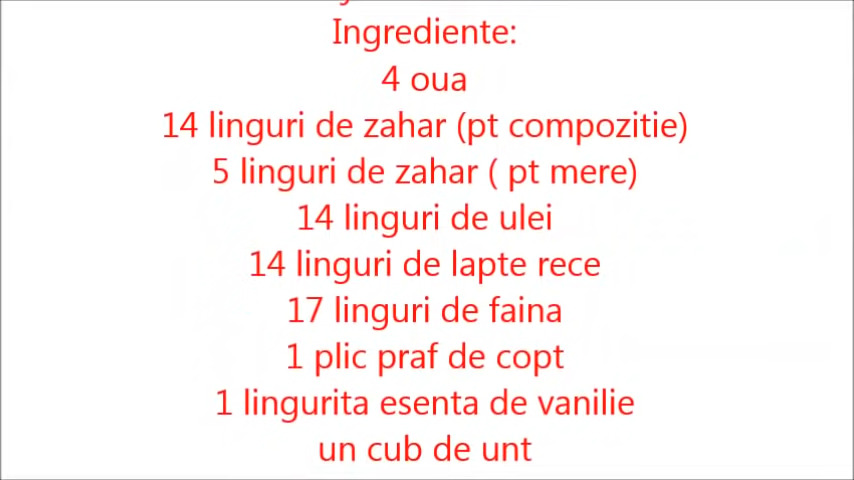 Ingrediente:
4 oua
14 linguri de zahar (pt compozitie)
5 linguri de zahar ( pt mere)
14 linguri de ulei
14 linguri de lapte rece
17 linguri de faina
1 plic praf de copt
1 lingurita esenta de vanilie
un cub de unt